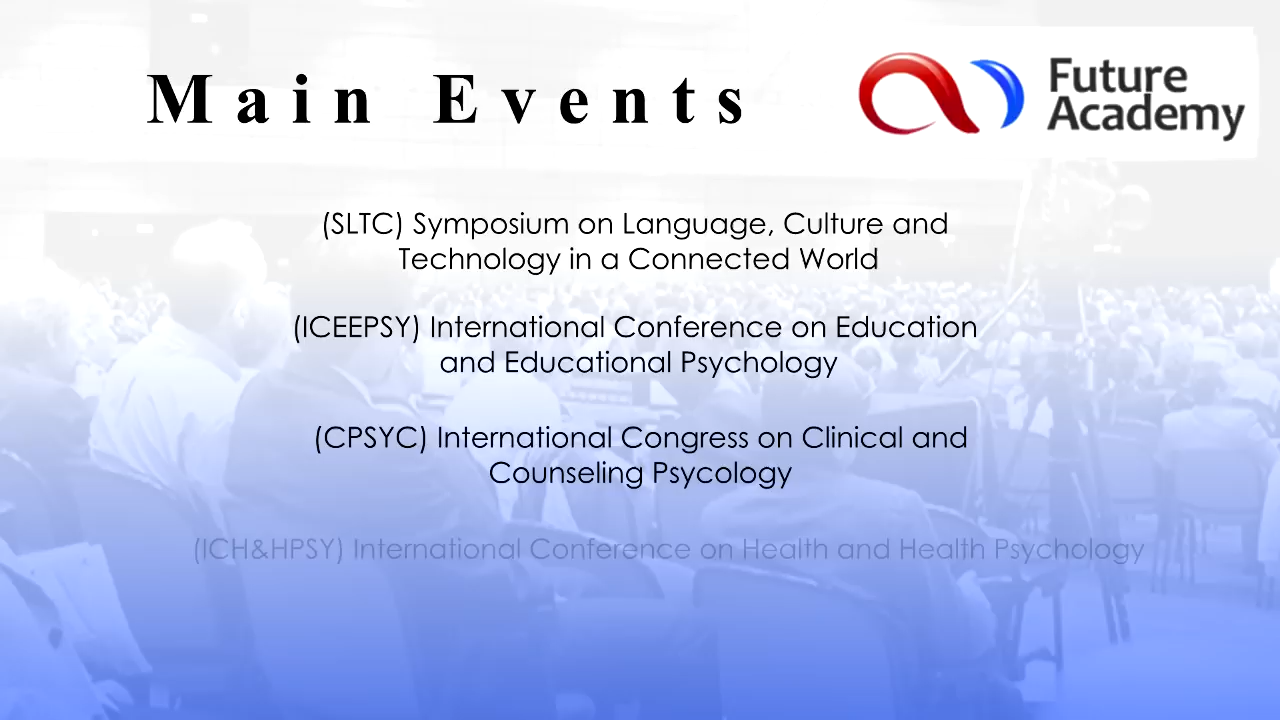 Main Events
Future
Academy
(SLTC) Symposium on Language, Culture and
Technology in a Connected World
(ICEEPSY) International Conference on Education
and Educational Psychology
(CPSYC) International Congress on Clinical and
Counseling Psycology
(ICH&HPSY) International Conference on Health and Health Psychology